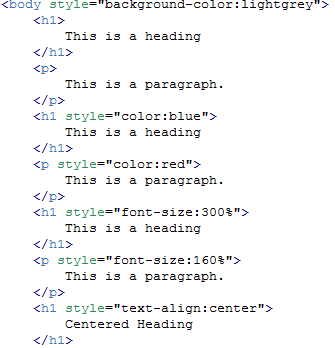 <body style="background-color:lightgrey">
<h1>
This is a heading
</h1>
<p>
This is a paragraph.
</p>
<h1 style="color:blue">
This is a heading
</h1>
<p style="color:red">
This is a paragraph.
</p>
<h1 style="font-size:300%">
This is a heading
</h1>
<p style="font-size:160%">
This is a paragraph.
</p>
<h1 style="text-align:center">
Centered Heading
</h1>